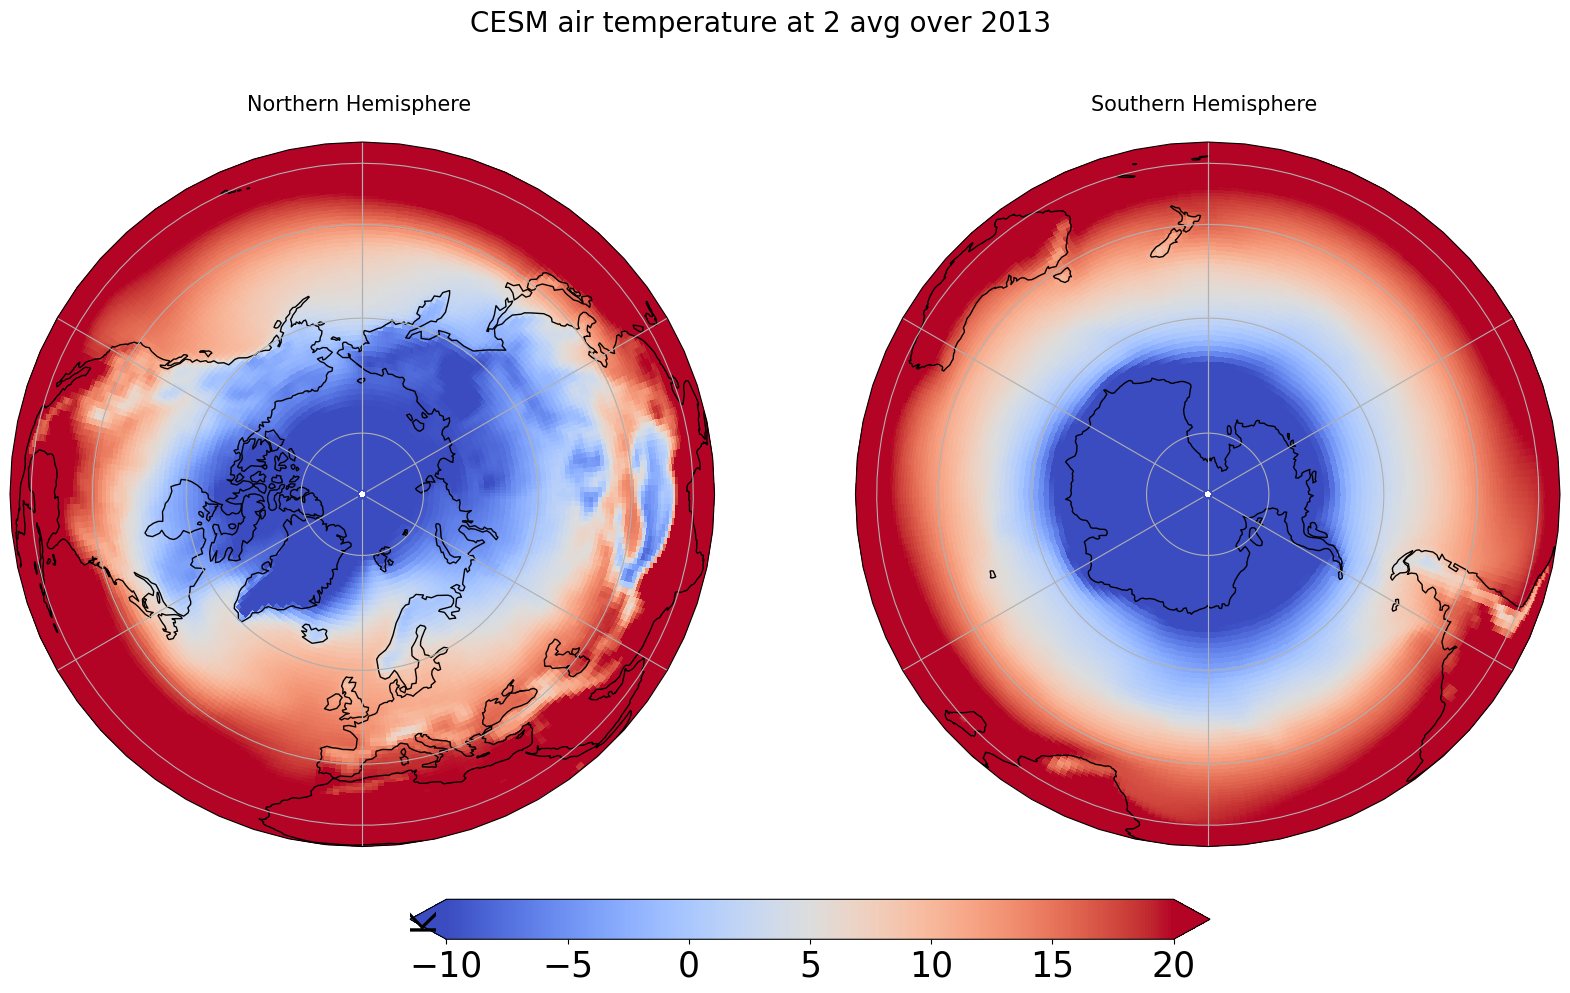 CESM air temperature at 2 avg over 2013
Northern Hemisphere
Southern Hemisphere
K
−10 −5 0 5 10 15 20